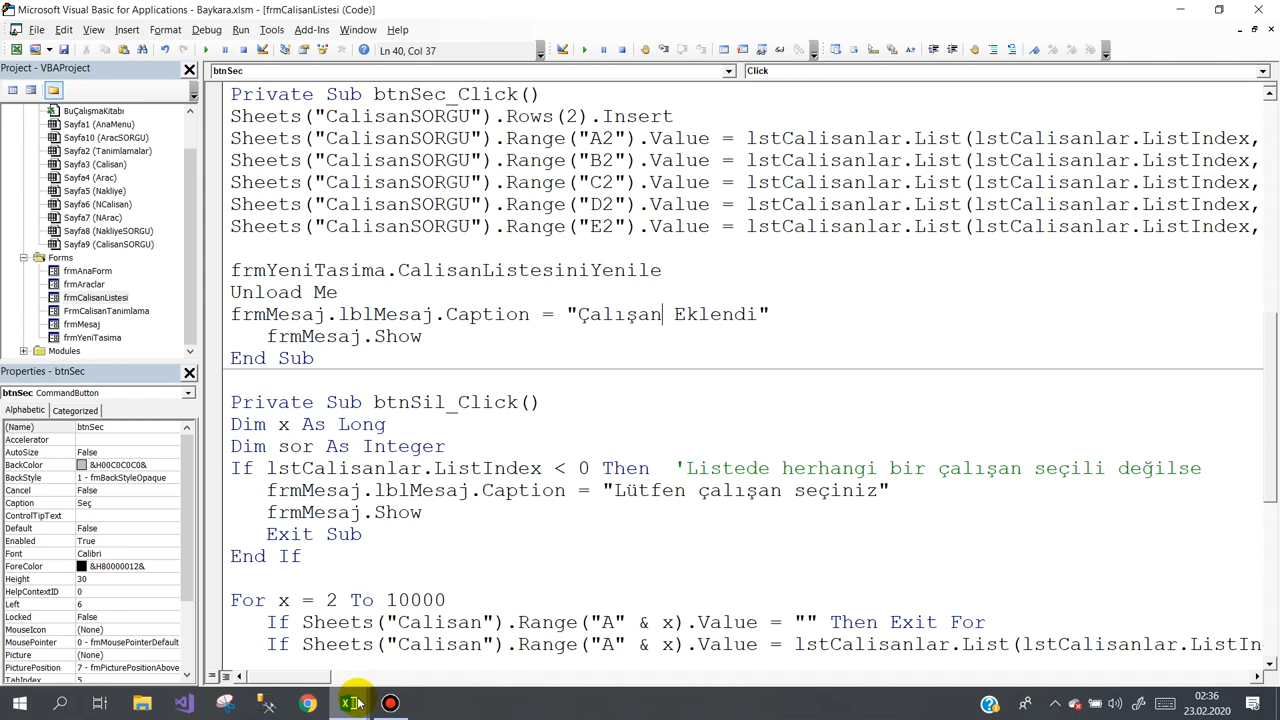 Microsoft Visual Basic for Applications - Baykara.xlsm - [frmCalisanListesi (Code)]
File Edit View Insert Format Debug Run Tools Add-Ins Window Help
Ln 40, Col 37
Project - VBAProject
btnSec
Click
BuÇalışmaKitabı
Sayfa1 (AnaMenu)
Sayfa10 (AracSORGU)
Sayfa2 (Tanimlamalar)
Sayfa3 (Calisan)
Sayfa4 (Arac)
Sayfa5 (Nakliye)
Sayfa6 (NCalisan)
Sayfa7 (NArac)
Sayfa8 (NakliyeSORGU)
Sayfa9 (CalisanSORGU)
Forms
frmAnaForm
frmAraclar
frmCalisanListesi
FrmCalisanTanimlama
frmMesaj
frmYeniTasima
Modules
Properties - btnSec
btnSec CommandButton
Alphabetic Categorized
(Name) btnSec
Accelerator
AutoSize False
BackColor &H00C0C0C0&
BackStyle 1 - fmBackStyleOpaque
Cancel False
Caption Seç
ControlTipText
Default False
Enabled True
Font Calibri
ForeColor &H80000012&
Height 30
HelpContextID 0
Left 6
Locked False
MouseIcon (None)
MousePointer 0 - fmMousePointerDefault
Picture (None)
PicturePosition 7 - fmPicturePositionAbove
TabIndex 5
Private Sub btnSec_Click()
Sheets("CalisanSORGU").Rows(2).Insert
Sheets("CalisanSORGU").Range("A2").Value = lstCalisanlar.List(lstCalisanlar.ListIndex,
Sheets("CalisanSORGU").Range("B2").Value = lstCalisanlar.List(lstCalisanlar.ListIndex,
Sheets("CalisanSORGU").Range("C2").Value = lstCalisanlar.List(lstCalisanlar.ListIndex,
Sheets("CalisanSORGU").Range("D2").Value = lstCalisanlar.List(lstCalisanlar.ListIndex,
Sheets("CalisanSORGU").Range("E2").Value = lstCalisanlar.List(lstCalisanlar.ListIndex,
frmYeniTasima.CalisanListesiniYenile
Unload Me
frmMesaj.lblMesaj.Caption = "Çalışan Eklendi"
frmMesaj.Show
End Sub
Private Sub btnSil_Click()
Dim x As Long
Dim sor As Integer
If lstCalisanlar.ListIndex < 0 Then 'Listede herhangi bir çalışan seçili değilse
frmMesaj.lblMesaj.Caption = "Lütfen çalışan seçiniz"
frmMesaj.Show
Exit Sub
End If
For x = 2 To 10000
If Sheets("Calisan").Range("A" & x).Value = "" Then Exit For
If Sheets("Calisan").Range("A" & x).Value = lstCalisanlar.List(lstCalisanlar.ListIn
02:36
23.02.2020